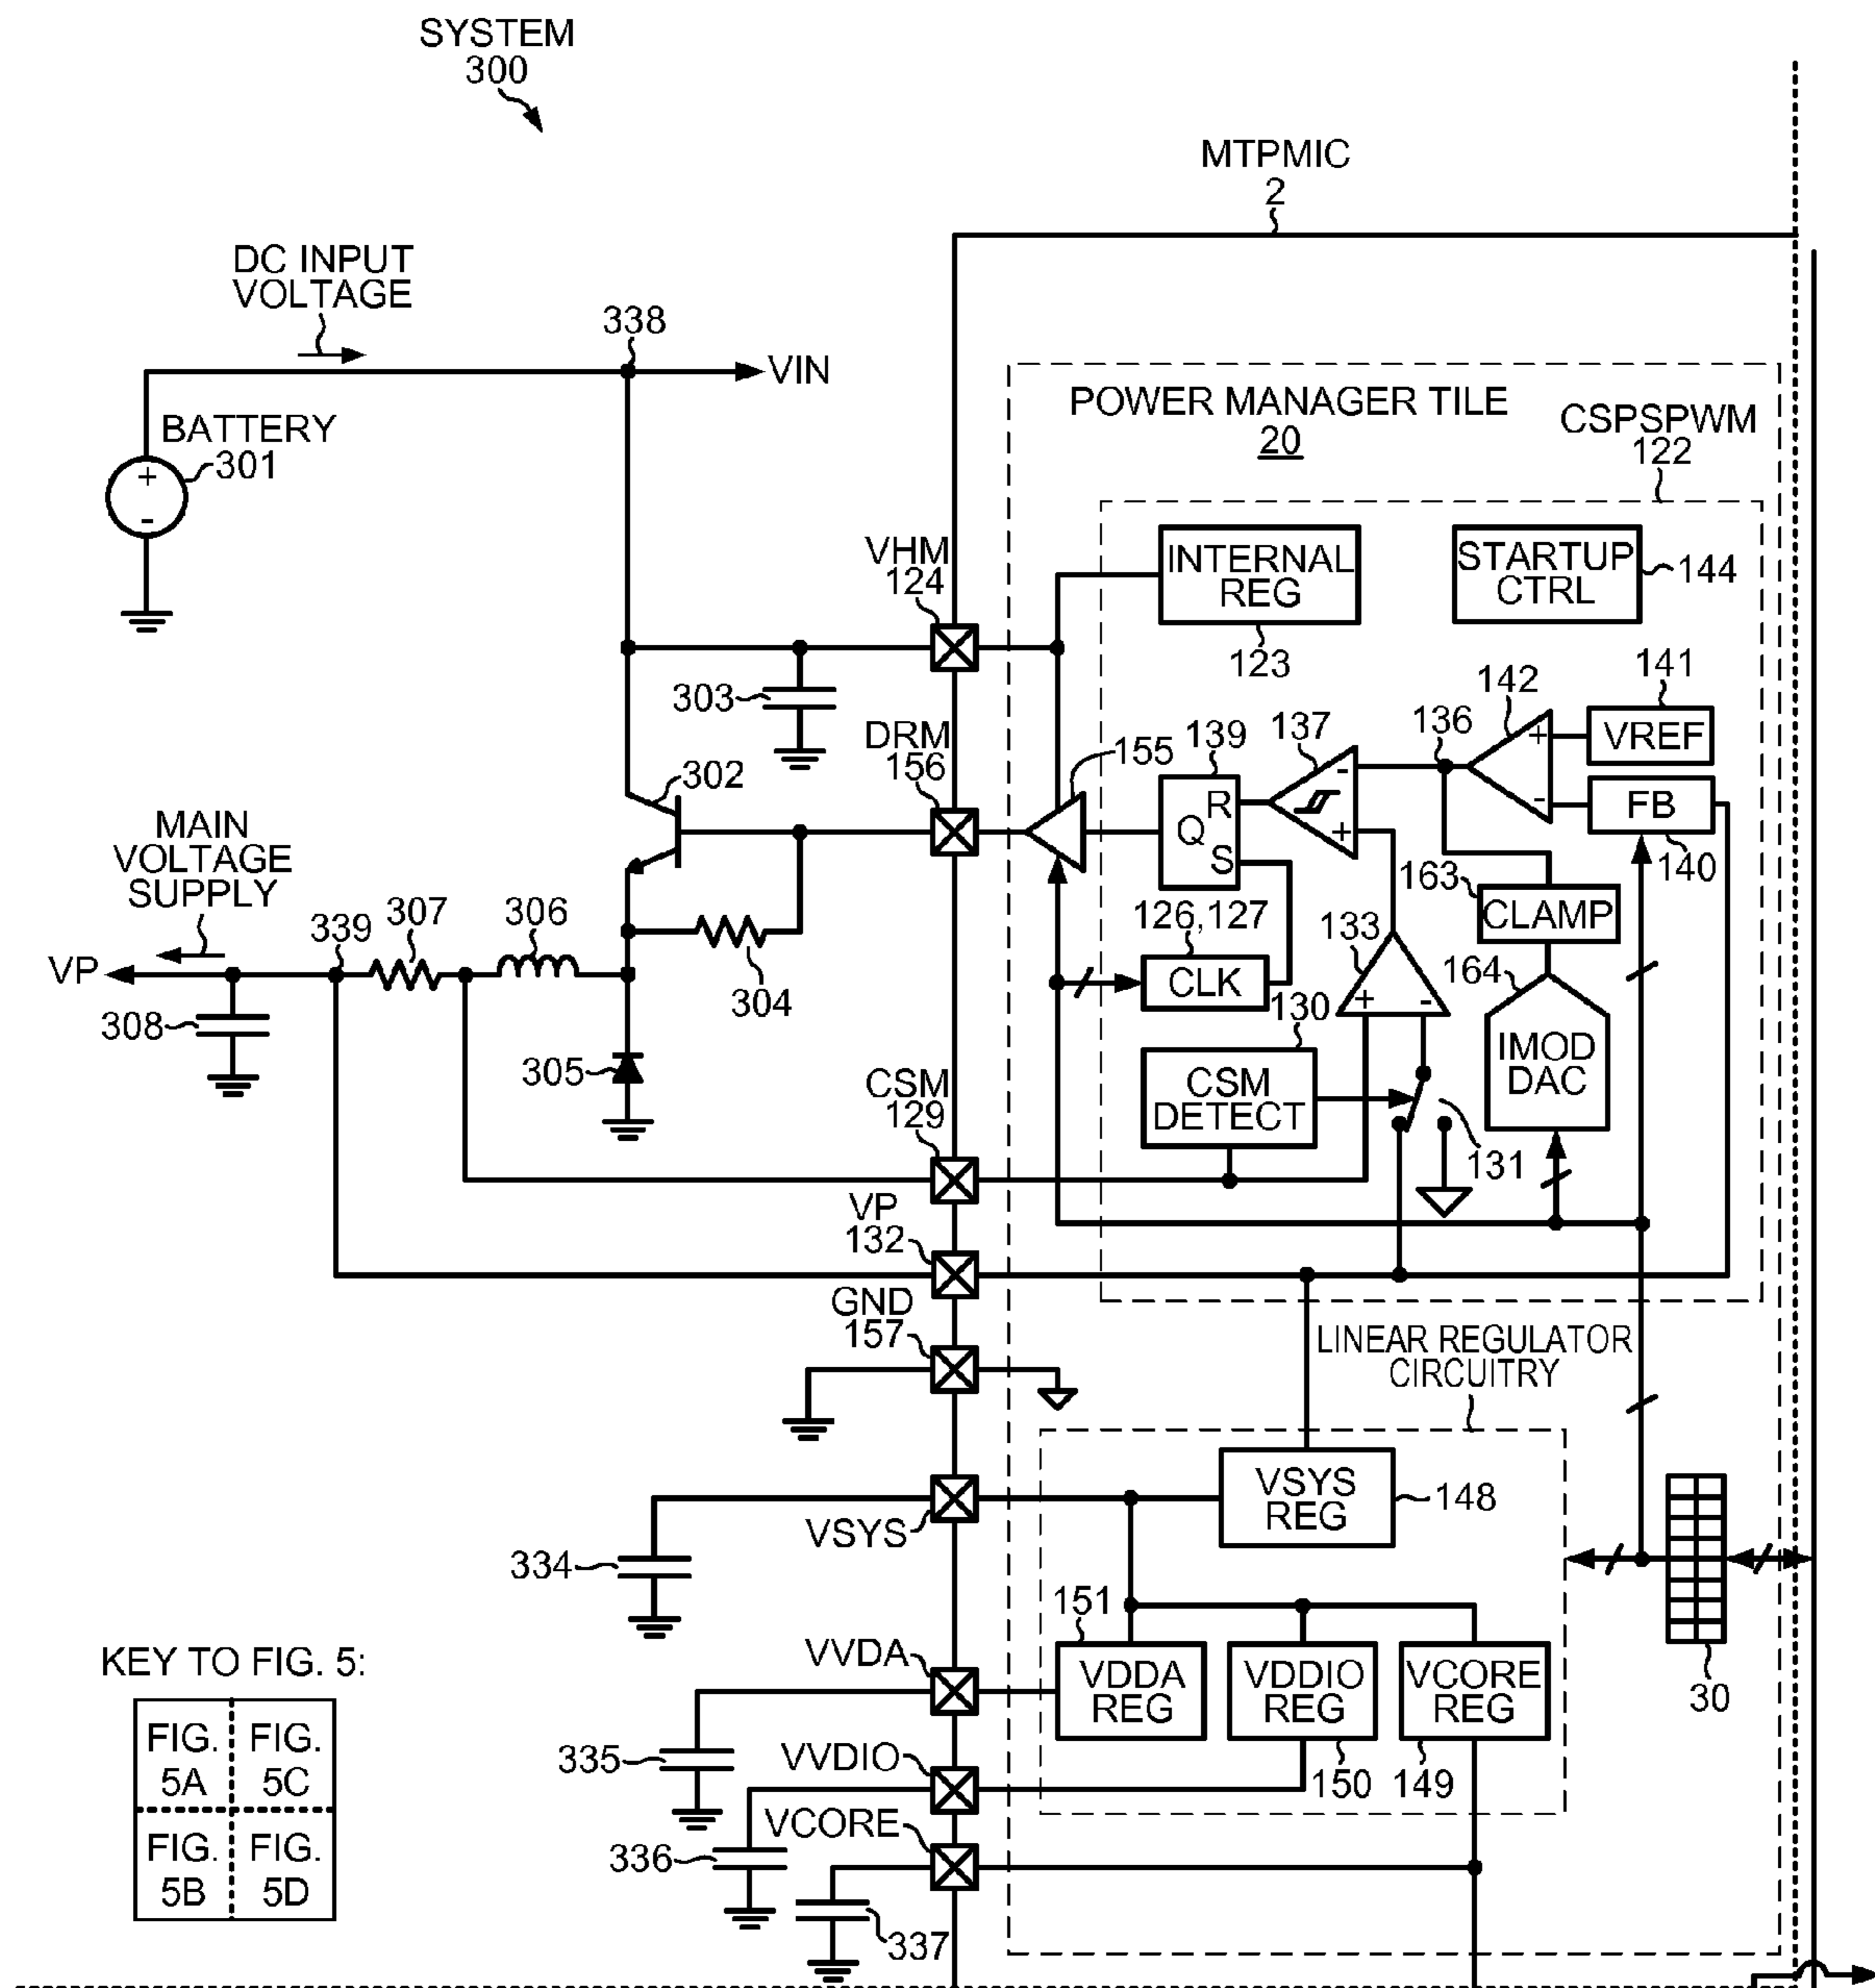 SYSTEM
300
MTPMIC
2
DC INPUT
VOLTAGE
338
VIN
BATTERY
301
+
-
POWER MANAGER TILE
20
CSPSPWM
122
VHM
124
INTERNAL
REG
123
STARTUP
CTRL
144
303
DRM
156
302
155
139
R
Q
S
137
-
+
136
142
+
-
141
VREF
FB
140
163
CLAMP
MAIN
VOLTAGE
SUPPLY
339
307
306
VP
308
304
305
126,127
CLK
133
+
-
164
IMOD
DAC
130
CSM
DETECT
131
CSM
129
VP
132
GND
157
LINEAR REGULATOR
CIRCUITRY
VSYS
REG
148
VSYS
334
151
VDDA
REG
VDDIO
REG
150
VCORE
REG
149
30
VVDA
335
VVDIO
336
VCORE
337
KEY TO FIG. 5:
FIG.
5A
FIG.
5C
FIG.
5B
FIG.
5D